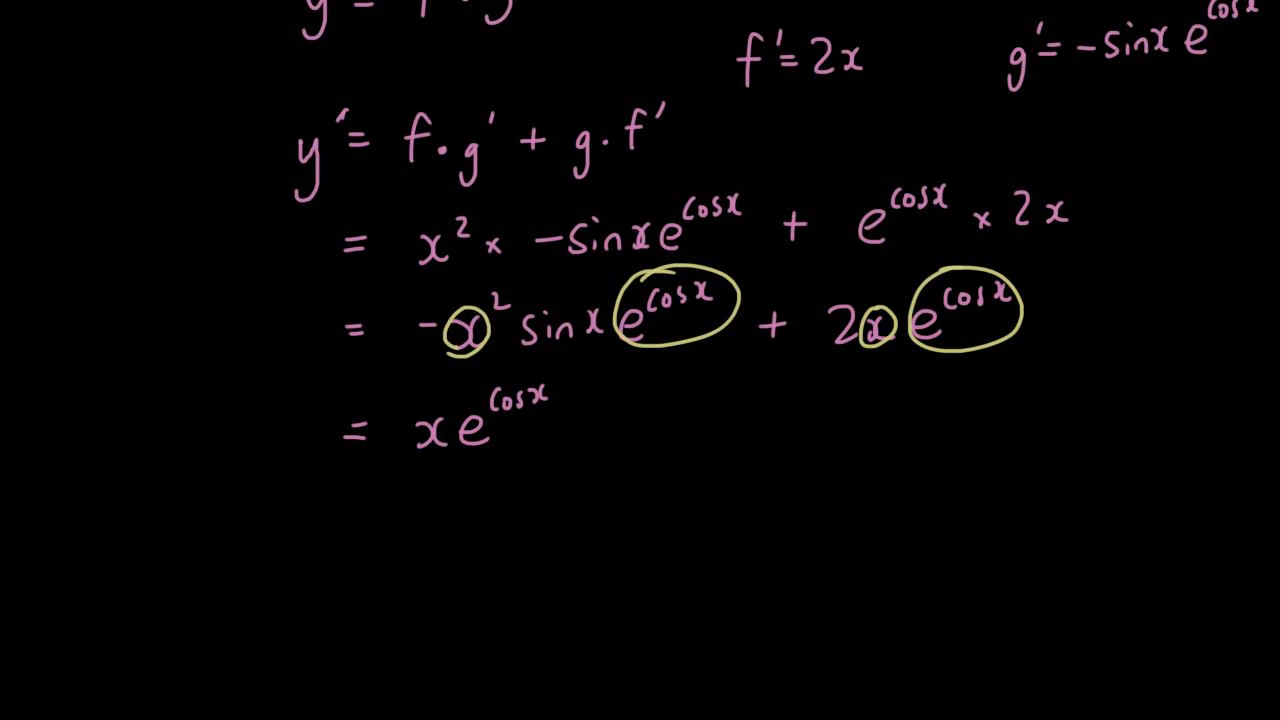 y = f · g
f' = 2x
g' = -sinx e^cosx
y' = f · g' + g · f'
= x² × -sinx e^cosx + e^cosx × 2x
= -x² sinx e^cosx + 2x e^cosx
= x e^cosx